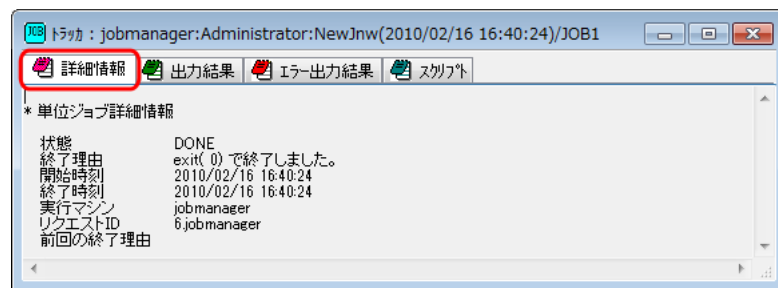 JOB トラッカ : jobmanager:Administrator:NewJnw(2010/02/16 16:40:24)/JOB1
詳細情報 出力結果 エラー出力結果 スクリプト
* 単位ジョブ詳細情報
状態 DONE
終了理由 exit( 0) で終了しました。
開始時刻 2010/02/16 16:40:24
終了時刻 2010/02/16 16:40:24
実行マシン jobmanager
リクエストID 6.jobmanager
前回の終了理由